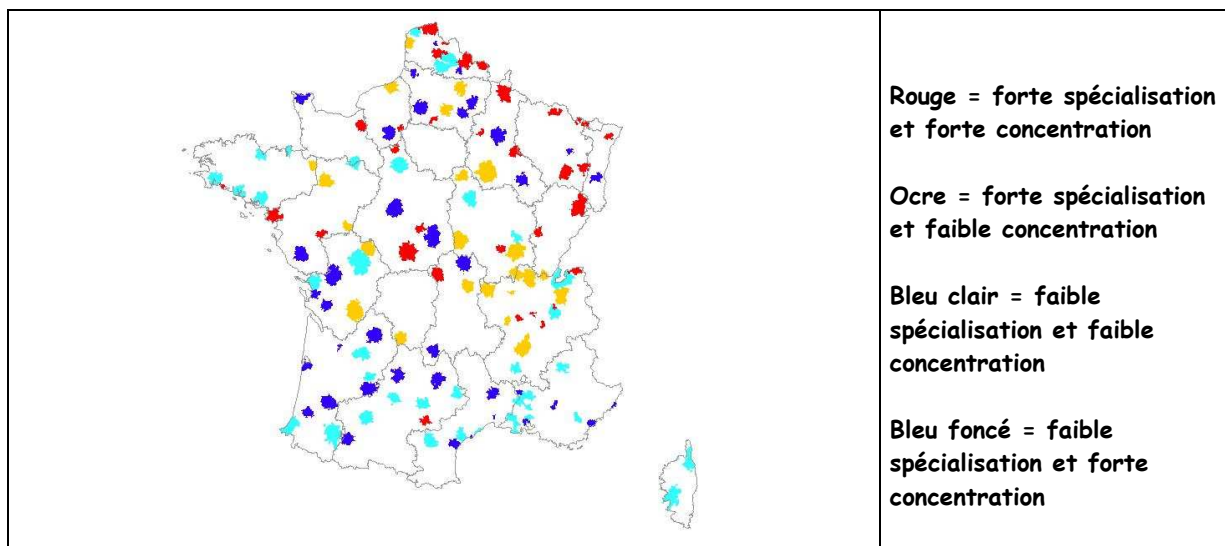 Rouge = forte spécialisation
et forte concentration
Ocre = forte spécialisation
et faible concentration
Bleu clair = faible
spécialisation et faible
concentration
Bleu foncé = faible
spécialisation et forte
concentration